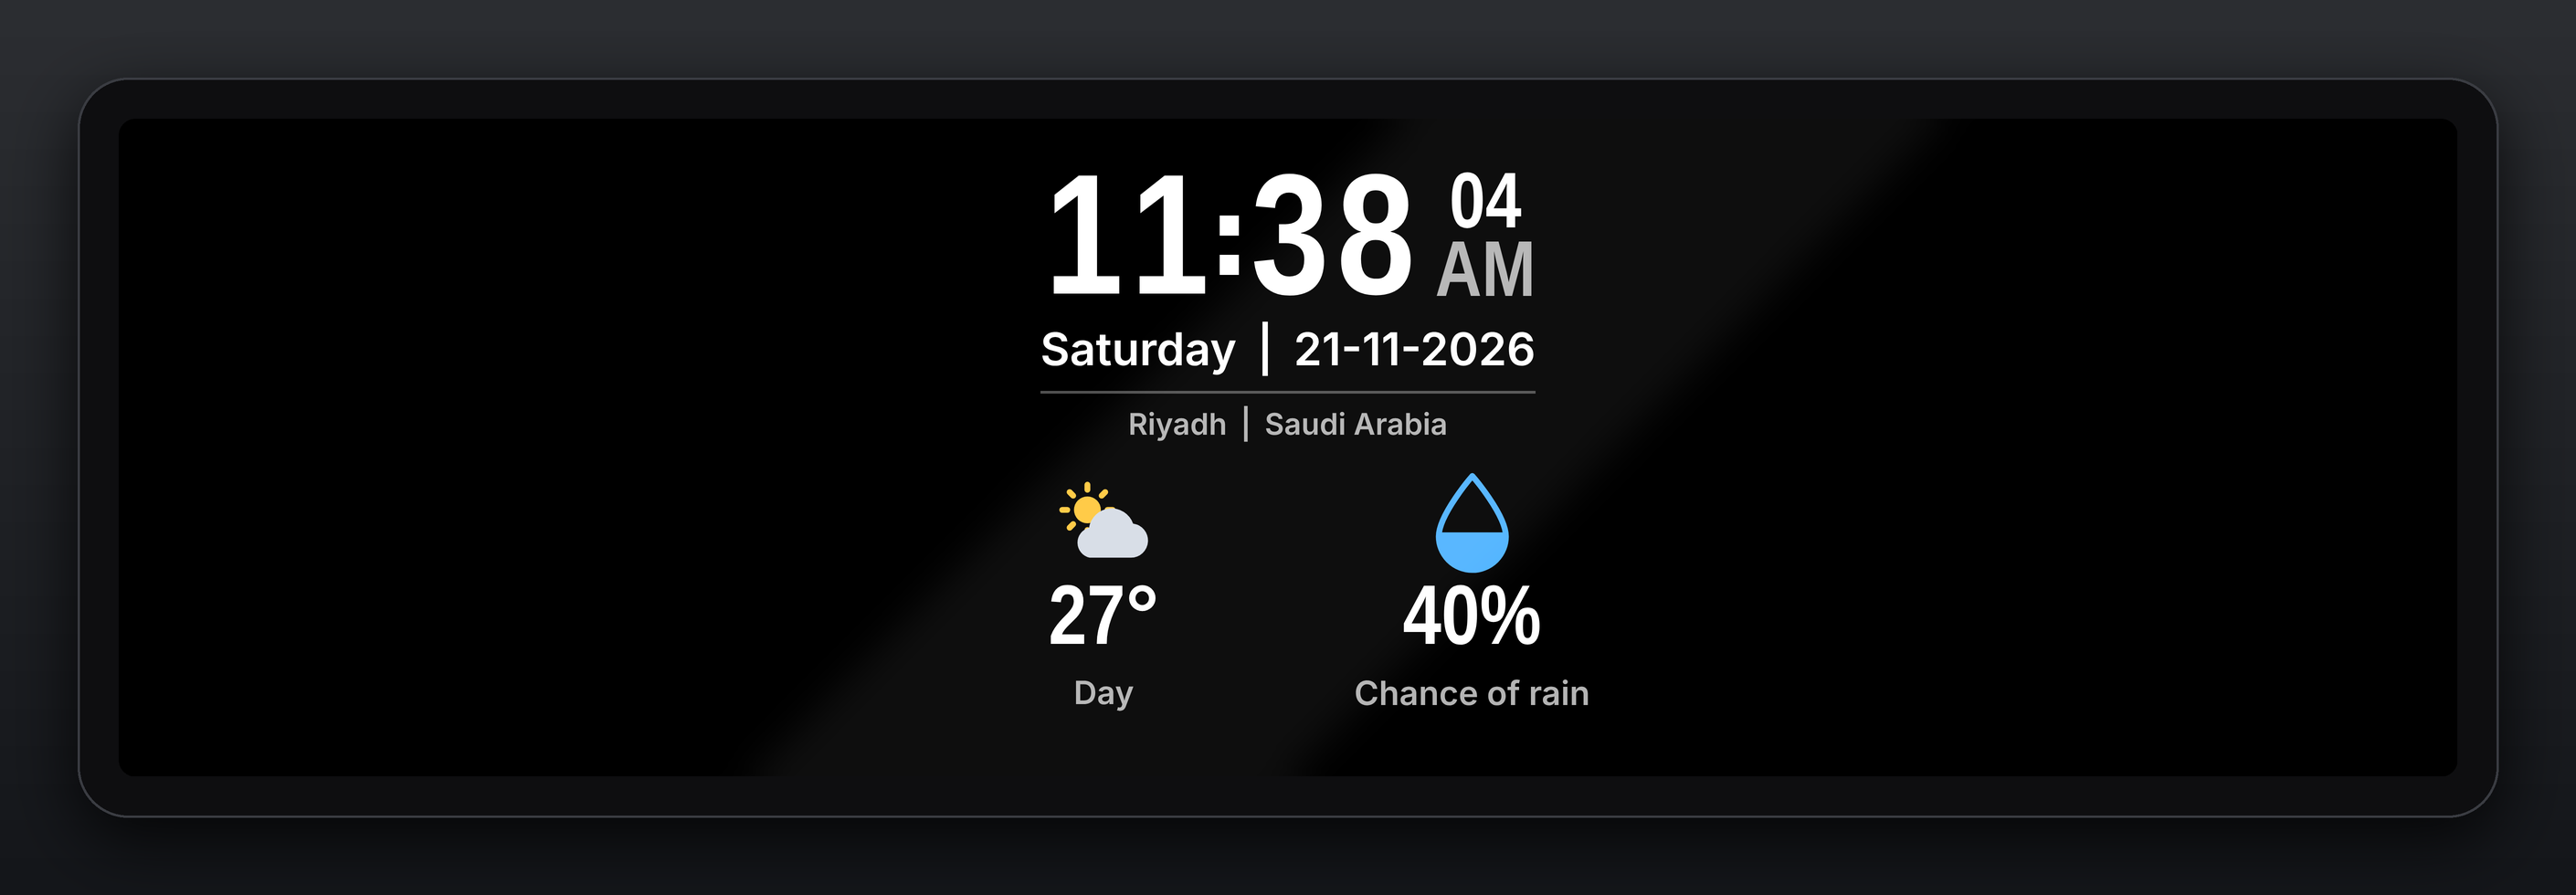 11:38 04 AM
Saturday | 21-11-2026
Riyadh | Saudi Arabia
27° 40%
Day Chance of rain